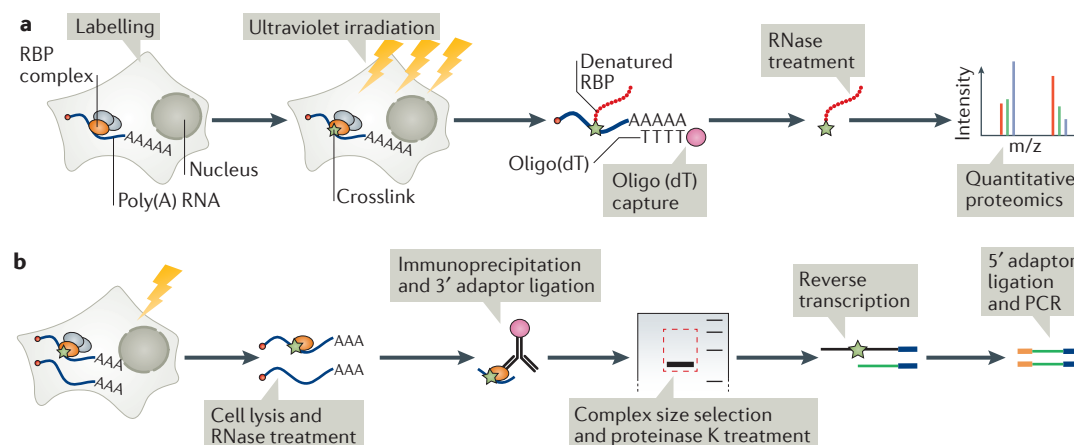 a
Labelling
Ultraviolet irradiation
RBP
complex
AAAAA
Nucleus
Poly(A) RNA
AAAAA
Crosslink
Denatured
RBP
AAAAA
TTTT
Oligo(dT)
Oligo (dT)
capture
RNase
treatment
Intensity
m/z
Quantitative
proteomics
b
AAA
AAA
AAA
AAA
Cell lysis and
RNase treatment
Immunoprecipitation
and 3′ adaptor ligation
Complex size selection
and proteinase K treatment
Reverse
transcription
5′ adaptor
ligation
and PCR